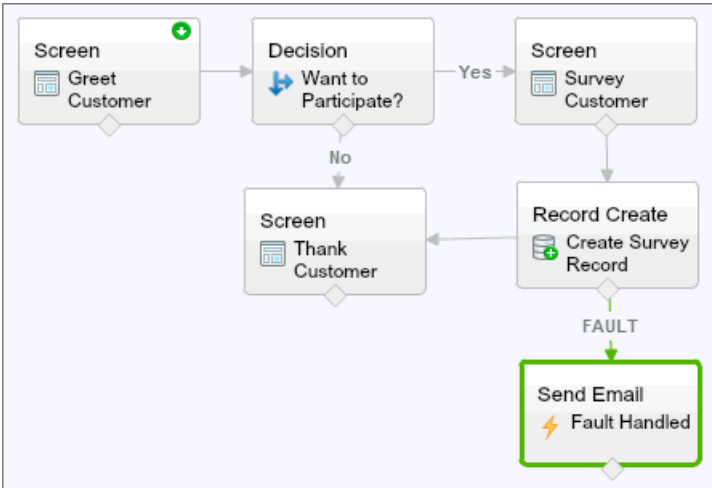 Screen
Greet
Customer
Decision
Want to
Participate?
Yes
Screen
Survey
Customer
No
Screen
Thank
Customer
Record Create
Create Survey
Record
FAULT
Send Email
Fault Handled